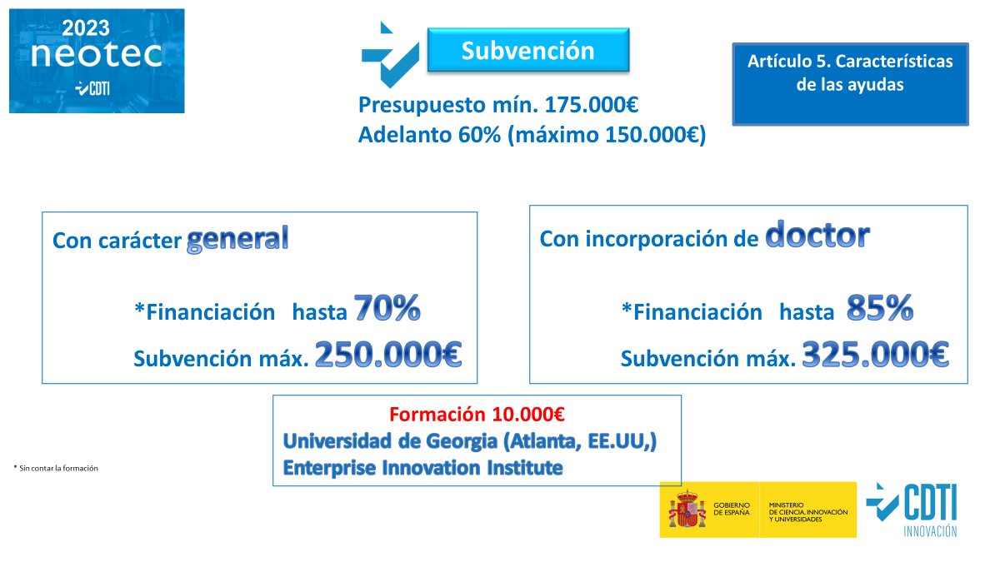 2023
neotec
CDTI
Subvención
Presupuesto mín. 175.000€
Adelanto 60% (máximo 150.000€)
Artículo 5. Características
de las ayudas
Con carácter general
*Financiación hasta 70%
Subvención máx. 250.000€
Con incorporación de doctor
*Financiación hasta 85%
Subvención máx. 325.000€
Formación 10.000€
Universidad de Georgia (Atlanta, EE.UU,)
Enterprise Innovation Institute
* Sin contar la formación
GOBIERNO
DE ESPAÑA
MINISTERIO
DE CIENCIA, INNOVACIÓN
Y UNIVERSIDADES
CDTI
INNOVACIÓN